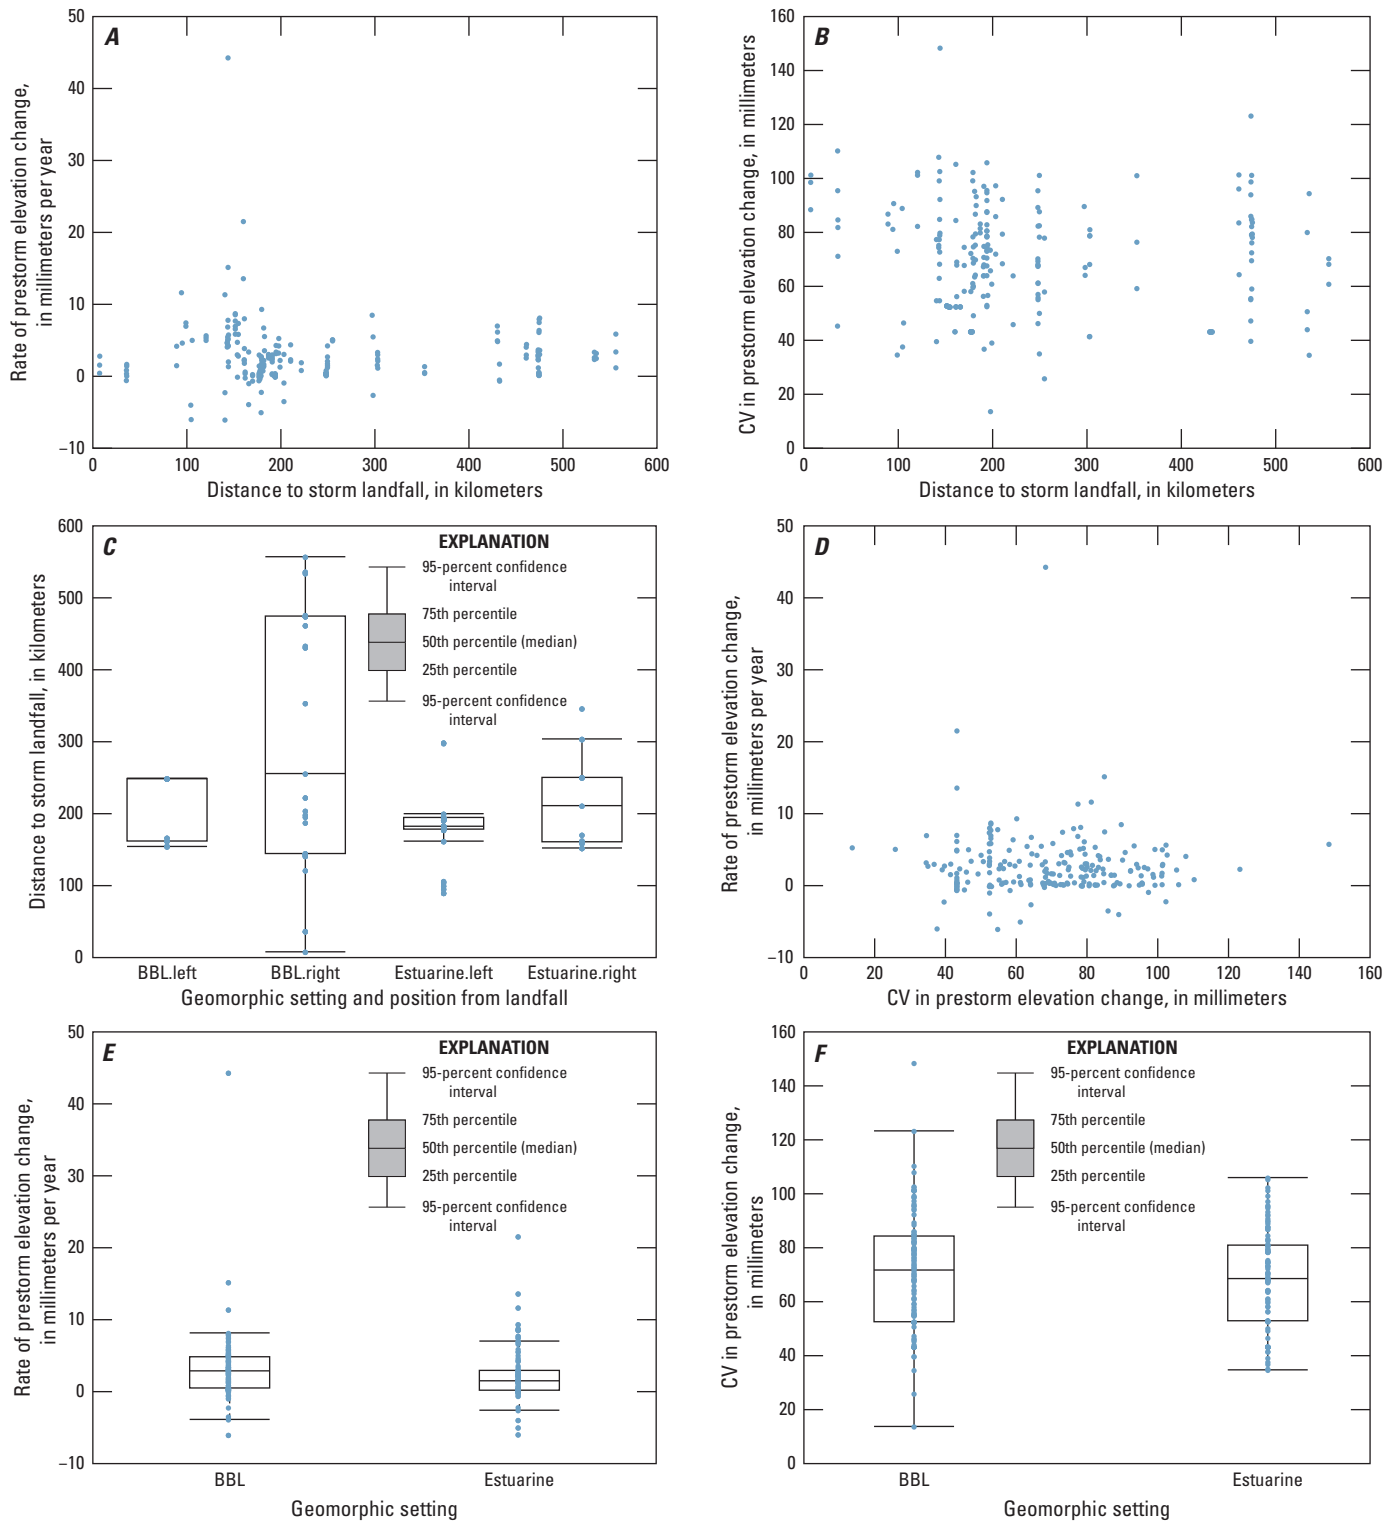 A
Rate of prestorm elevation change,
in millimeters per year
50
40
30
20
10
0
–10
0 100 200 300 400 500 600
Distance to storm landfall, in kilometers
B
CV in prestorm elevation change, in millimeters
160
140
120
100
80
60
40
20
0
0 100 200 300 400 500 600
Distance to storm landfall, in kilometers
C
Distance to storm landfall, in kilometers
600
500
400
300
200
100
0
EXPLANATION
95-percent confidence
interval
75th percentile
50th percentile (median)
25th percentile
95-percent confidence
interval
BBL.left BBL.right Estuarine.left Estuarine.right
Geomorphic setting and position from landfall
D
Rate of prestorm elevation change,
in millimeters per year
50
40
30
20
10
0
–10
0 20 40 60 80 100 120 140 160
CV in prestorm elevation change, in millimeters
E
Rate of prestorm elevation change,
in millimeters per year
50
40
30
20
10
0
–10
EXPLANATION
95-percent confidence
interval
75th percentile
50th percentile (median)
25th percentile
95-percent confidence
interval
BBL Estuarine
Geomorphic setting
F
CV in prestorm elevation change,
in millimeters
160
140
120
100
80
60
40
20
0
EXPLANATION
95-percent confidence
interval
75th percentile
50th percentile (median)
25th percentile
95-percent confidence
interval
BBL Estuarine
Geomorphic setting